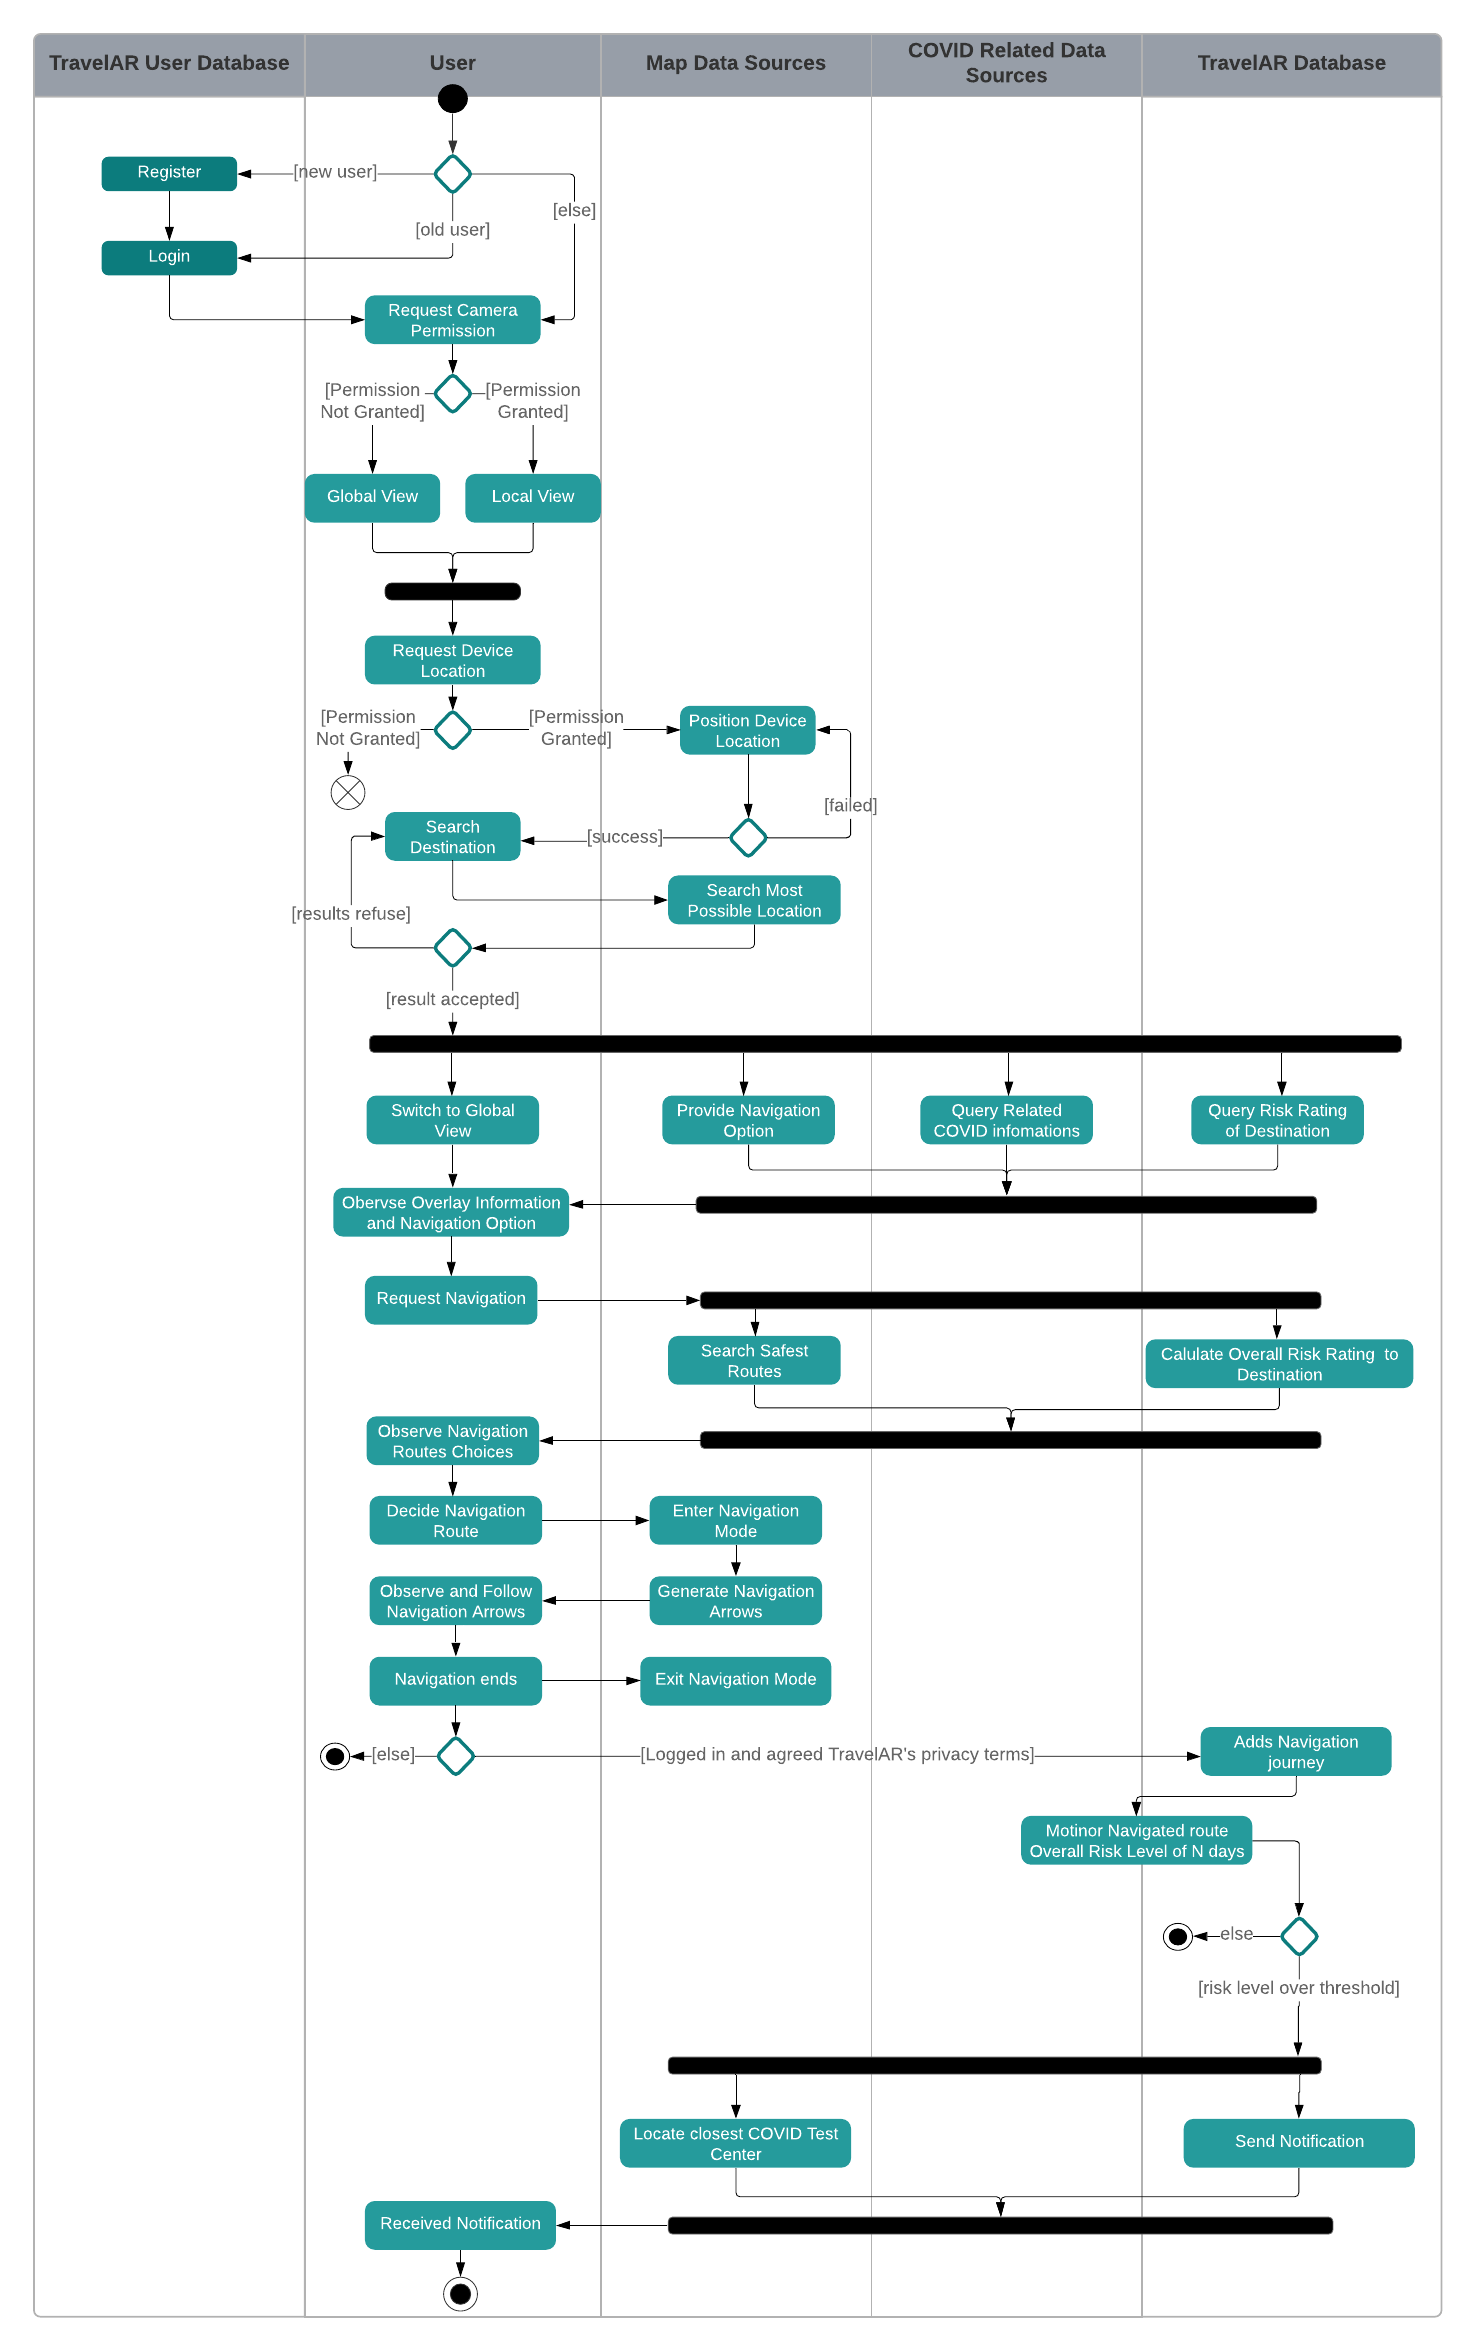 TravelAR User Database
User
Map Data Sources
COVID Related Data
Sources
TravelAR Database
Register
[new user]
[else]
[old user]
Login
Request Camera
Permission
[Permission
Not Granted]
[Permission
Granted]
Global View
Local View
Request Device
Location
[Permission
Not Granted]
[Permission
Granted]
Position Device
Location
[failed]
Search
Destination
[success]
Search Most
Possible Location
[results refuse]
[result accepted]
Switch to Global
View
Provide Navigation
Option
Query Related
COVID infomations
Query Risk Rating
of Destination
Obervse Overlay Information
and Navigation Option
Request Navigation
Search Safest
Routes
Calulate Overall Risk Rating  to
Destination
Observe Navigation
Routes Choices
Decide Navigation
Route
Enter Navigation
Mode
Observe and Follow
Navigation Arrows
Generate Navigation
Arrows
Navigation ends
Exit Navigation Mode
[else]
[Logged in and agreed TravelAR's privacy terms]
Adds Navigation
journey
Motinor Navigated route
Overall Risk Level of N days
else
[risk level over threshold]
Locate closest COVID Test
Center
Send Notification
Received Notification